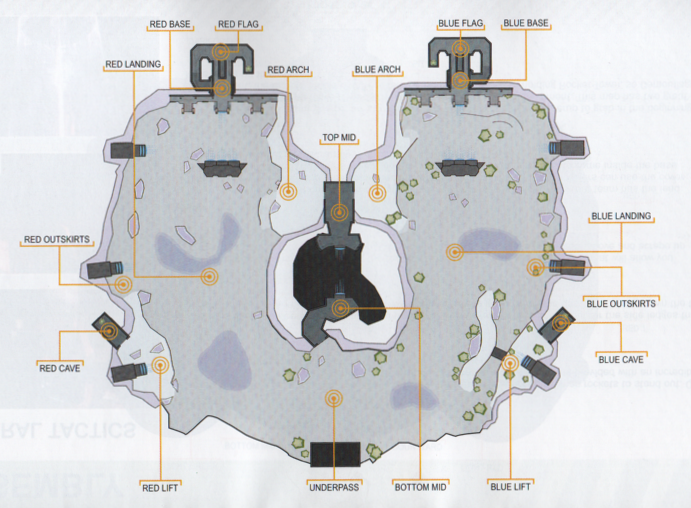 RED BASE
RED FLAG
BLUE FLAG
BLUE BASE
RED LANDING
RED ARCH
BLUE ARCH
TOP MID
BLUE LANDING
RED OUTSKIRTS
BLUE OUTSKIRTS
RED CAVE
BLUE CAVE
RED LIFT
UNDERPASS
BOTTOM MID
BLUE LIFT
RAL TACTICS
SEMBLY